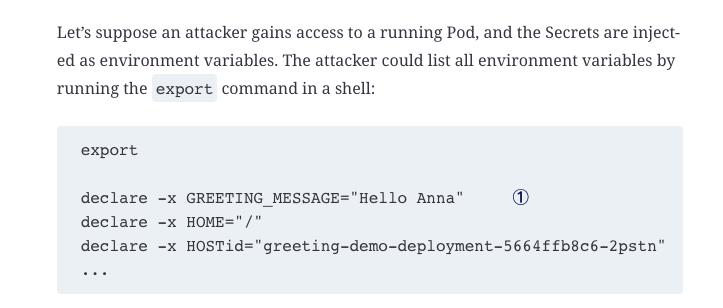 Let's suppose an attacker gains access to a running Pod, and the Secrets are inject-
ed as environment variables. The attacker could list all environment variables by
running the export command in a shell:
export
declare -x GREETING_MESSAGE="Hello Anna" ①
declare -x HOME="/"
declare -x HOSTid="greeting-demo-deployment-5664ffb8c6-2pstn"
...